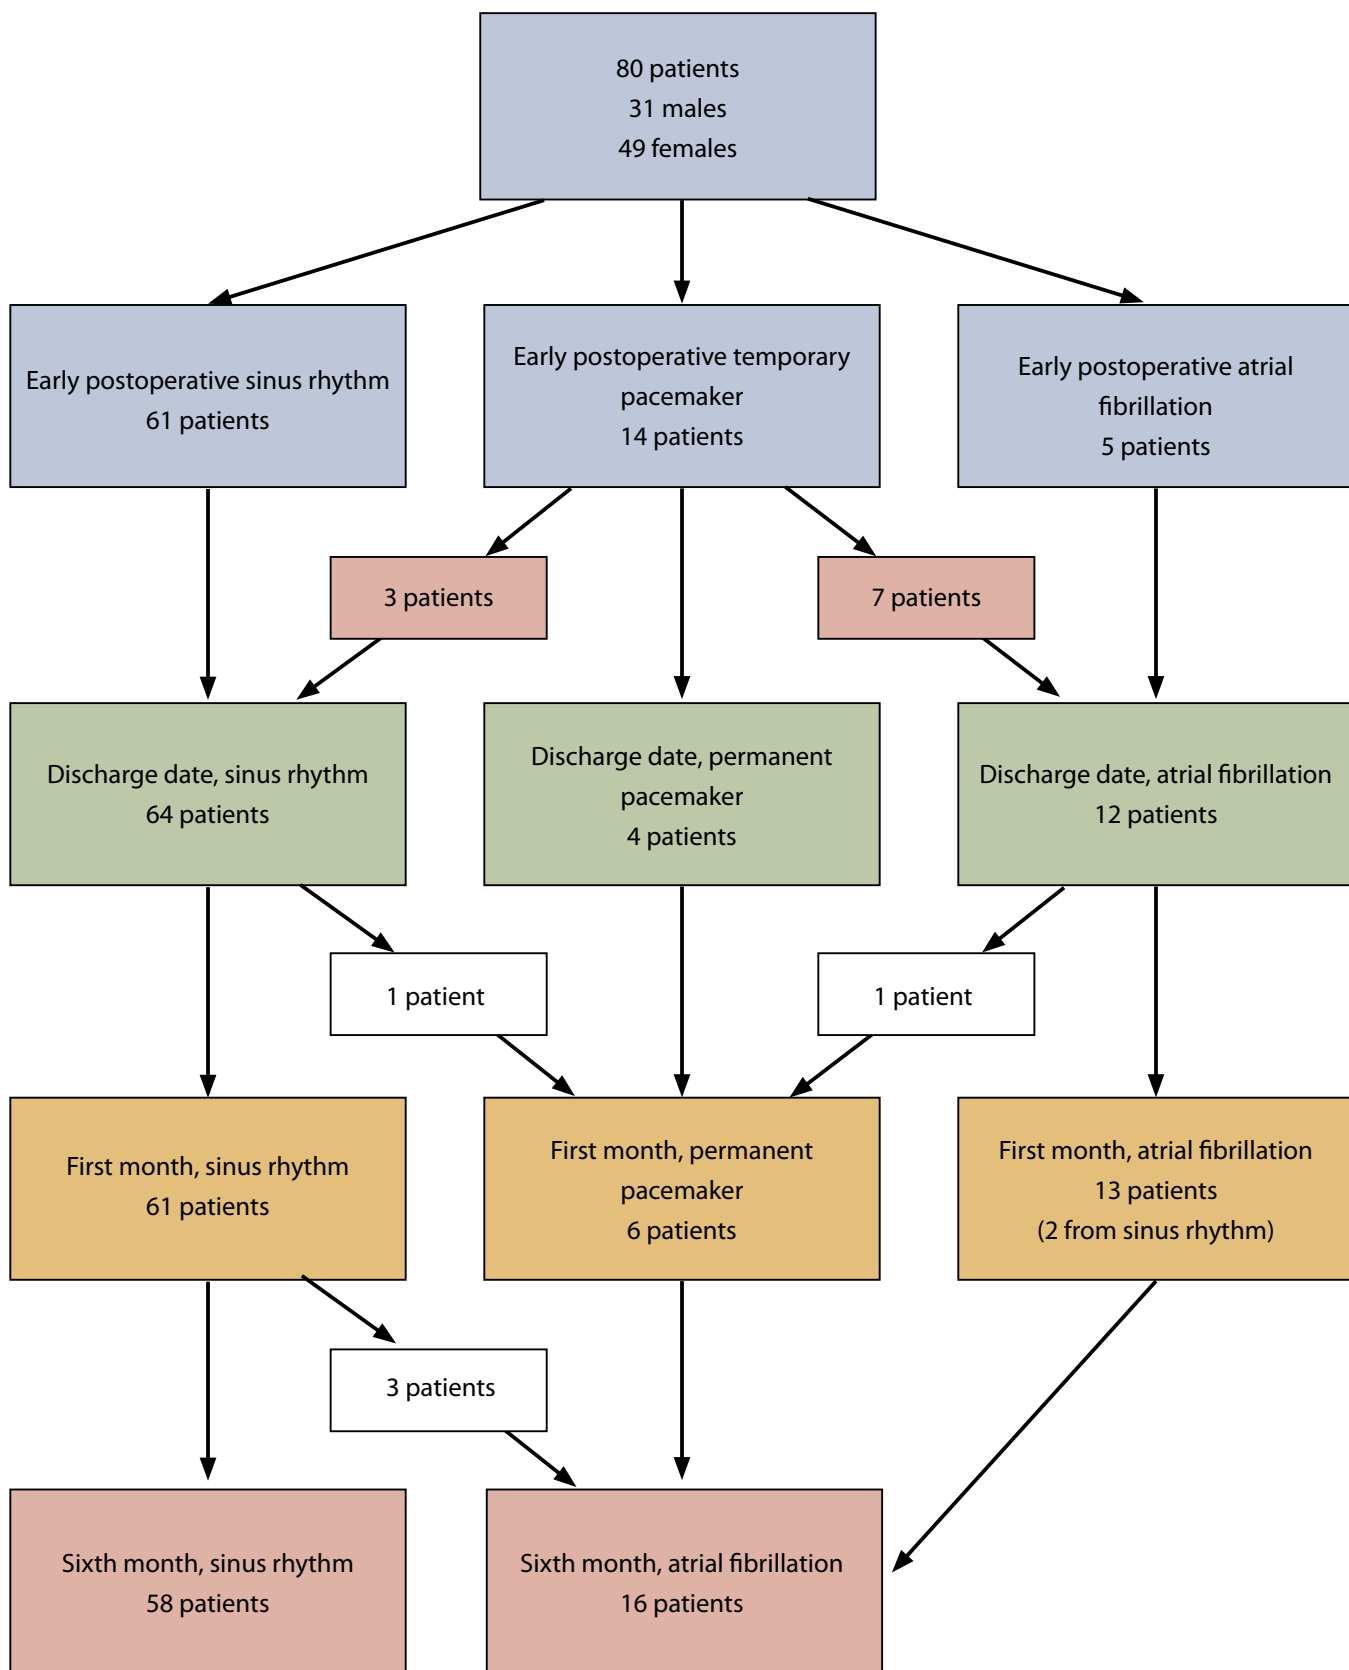 80 patients
31 males
49 females
Early postoperative sinus rhythm
61 patients
Early postoperative temporary
pacemaker
14 patients
Early postoperative atrial
fibrillation
5 patients
3 patients
7 patients
Discharge date, sinus rhythm
64 patients
Discharge date, permanent
pacemaker
4 patients
Discharge date, atrial fibrillation
12 patients
1 patient
1 patient
First month, sinus rhythm
61 patients
First month, permanent
pacemaker
6 patients
First month, atrial fibrillation
13 patients
(2 from sinus rhythm)
3 patients
Sixth month, sinus rhythm
58 patients
Sixth month, atrial fibrillation
16 patients